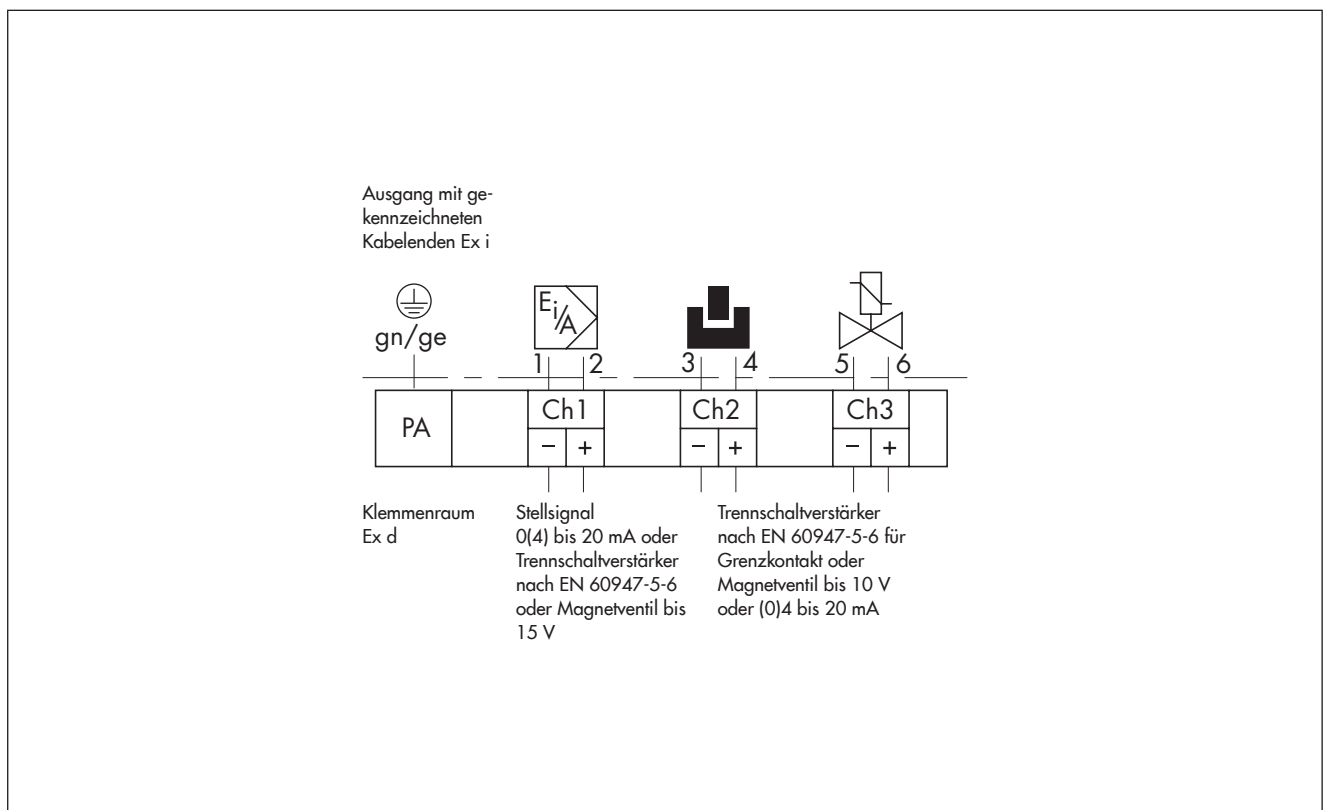 Ausgang mit ge-
kennzeichneten
Kabelenden Ex i
gn/ge
Ei/A
1 2 3 4 5 6
PA Ch1 Ch2 Ch3
− + − + − +
Klemmenraum
Ex d
Stellsignal
0(4) bis 20 mA oder
Trennschaltverstärker
nach EN 60947-5-6
oder Magnetventil bis
15 V
Trennschaltverstärker
nach EN 60947-5-6 für
Grenzkontakt oder
Magnetventil bis 10 V
oder (0)4 bis 20 mA